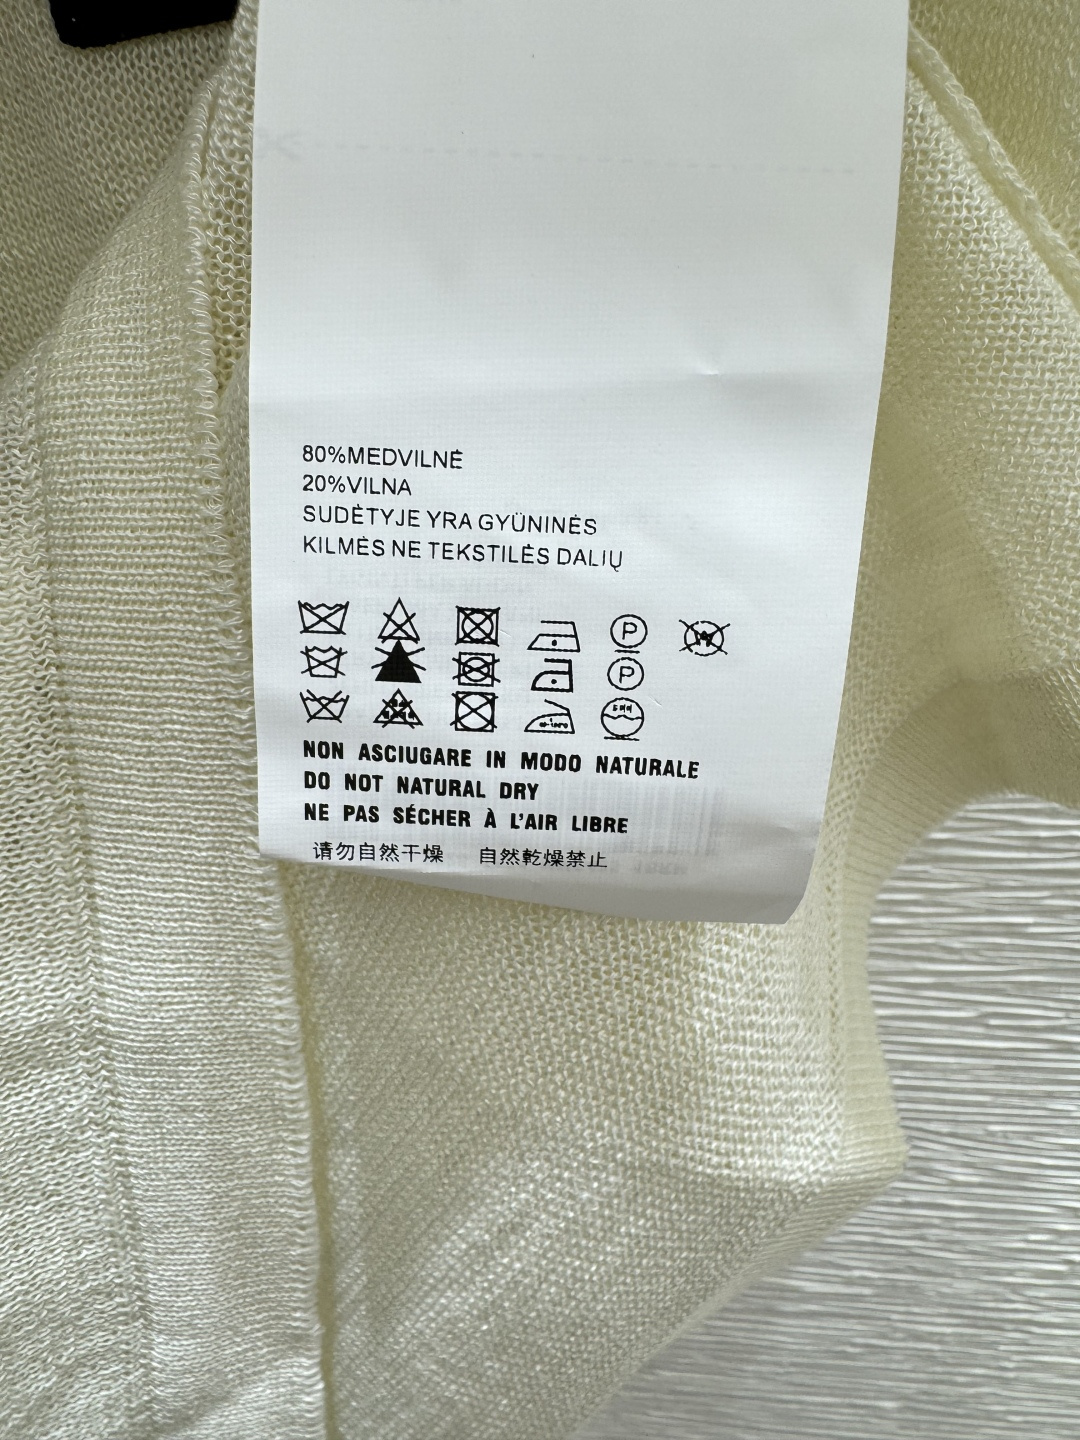 80%MEDVILNĖ
20%VILNA
SUDĖTYJE YRA GYŪNINĖS
KILMĖS NE TEKSTILĖS DALIŲ
P W
P
NON ASCIUGARE IN MODO NATURALE
DO NOT NATURAL DRY
NE PAS SÉCHER À L'AIR LIBRE
请勿自然干燥 自然乾燥禁止